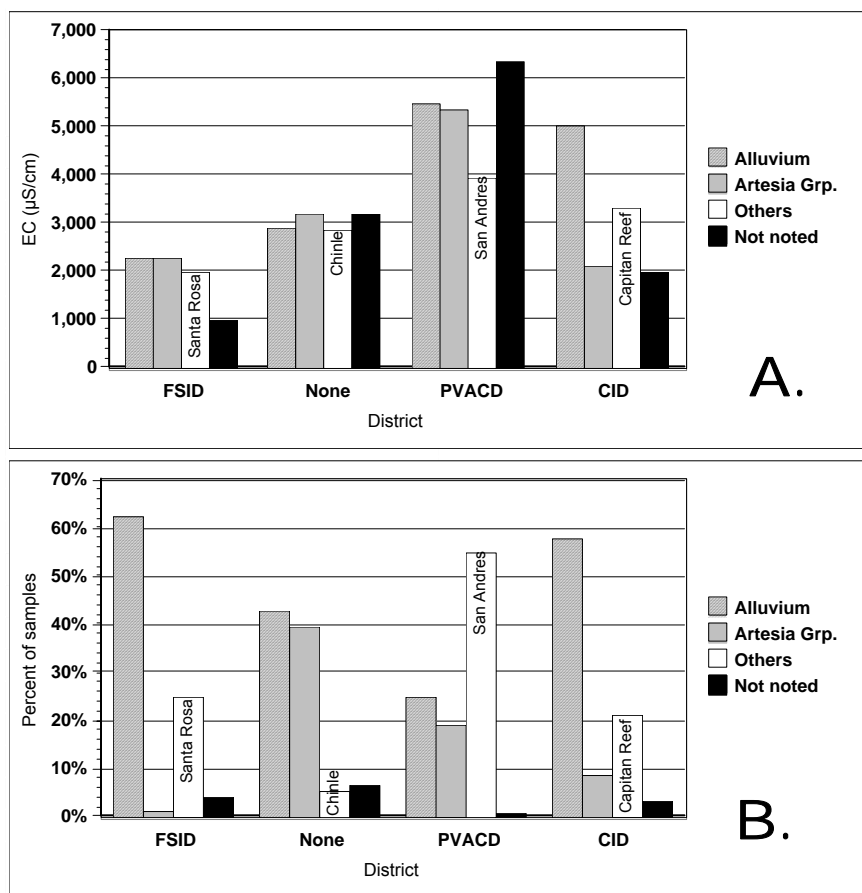 7,000
6,000
5,000
4,000
3,000
2,000
1,000
0
EC (µS/cm)
Santa Rosa
Chinle
San Andres
Capitan Reef
FSID None PVACD CID
District
Alluvium
Artesia Grp.
Others
Not noted
A.
70%
60%
50%
40%
30%
20%
10%
0%
Percent of samples
Santa Rosa
Chinle
San Andres
Capitan Reef
FSID None PVACD CID
District
Alluvium
Artesia Grp.
Others
Not noted
B.